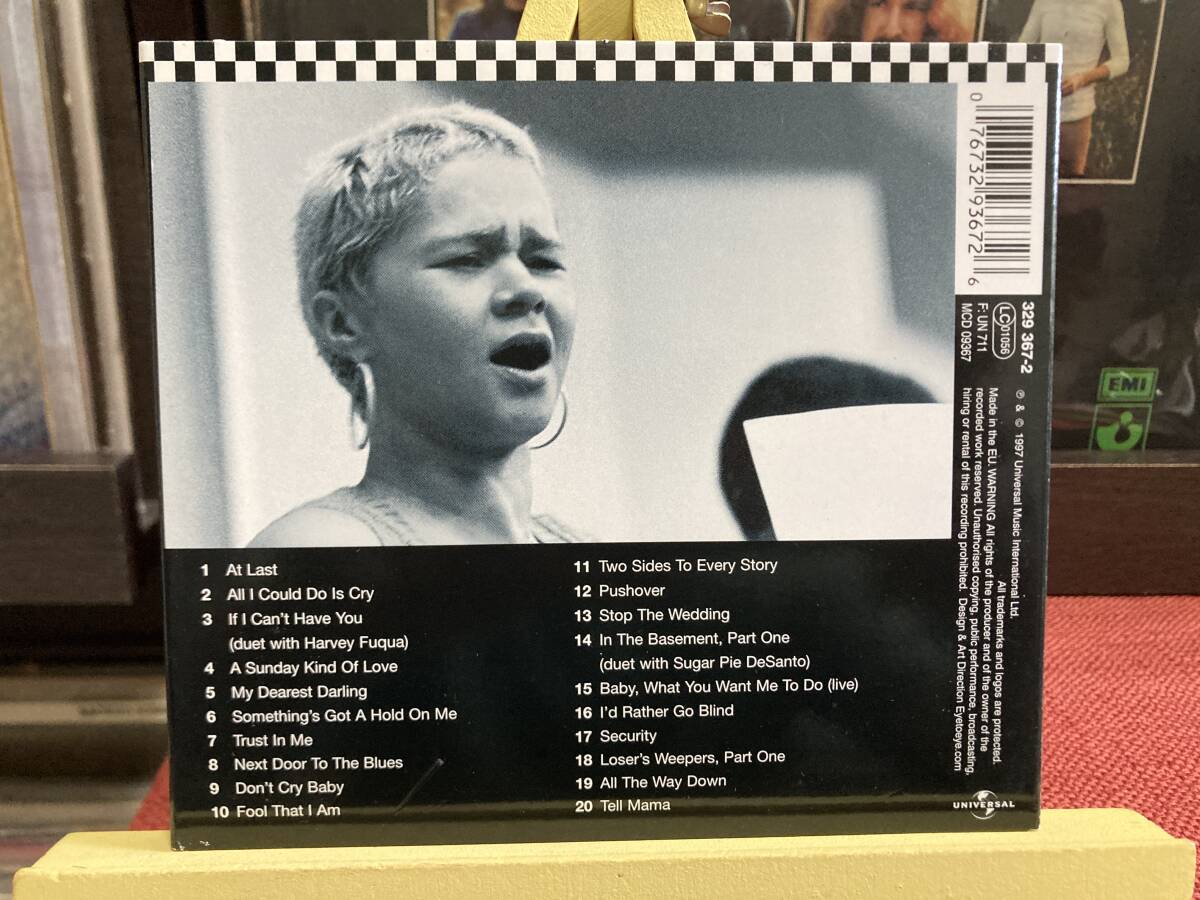 1 At Last
2 All I Could Do Is Cry
3 If I Can't Have You
(duet with Harvey Fuqua)
4 A Sunday Kind Of Love
5 My Dearest Darling
6 Something's Got A Hold On Me
7 Trust In Me
8 Next Door To The Blues
9 Don't Cry Baby
10 Fool That I Am
11 Two Sides To Every Story
12 Pushover
13 Stop The Wedding
14 In The Basement, Part One
(duet with Sugar Pie DeSanto)
15 Baby, What You Want Me To Do (live)
16 I'd Rather Go Blind
17 Security
18 Loser's Weepers, Part One
19 All The Way Down
20 Tell Mama
0 76732 93672 6
329 367-2
LC 01056
F: UN 711
MCD 09367
℗ & © 1997 Universal Music International Ltd.
All trademarks and logos are protected.
Made in the EU. WARNING All rights of the producer and of the owner of the
recorded work reserved. Unauthorised copying, public performance, broadcasting,
hiring or rental of this recording prohibited. Design & Art Direction Eyetoeye.com
UNIVERSAL
EMI